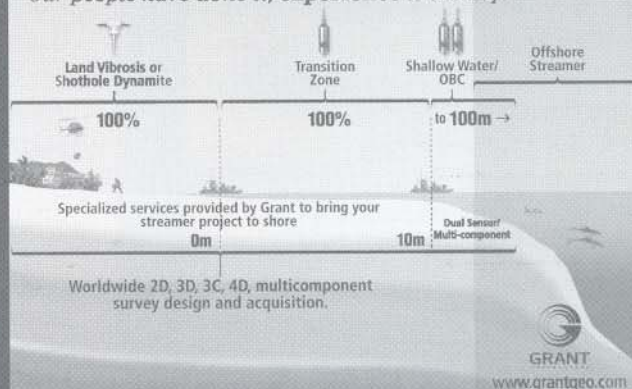 Land Vibrosis or
Shothole Dynamite
Transition
Zone
Shallow Water/
OBC
Offshore
Streamer
100%
100%
to 100m →
Specialized services provided by Grant to bring your
streamer project to shore
0m
10m
Dual Sensor/
Multi-component
Worldwide 2D, 3D, 3C, 4D, multicomponent
survey design and acquisition.
GRANT
www.grantgeo.com